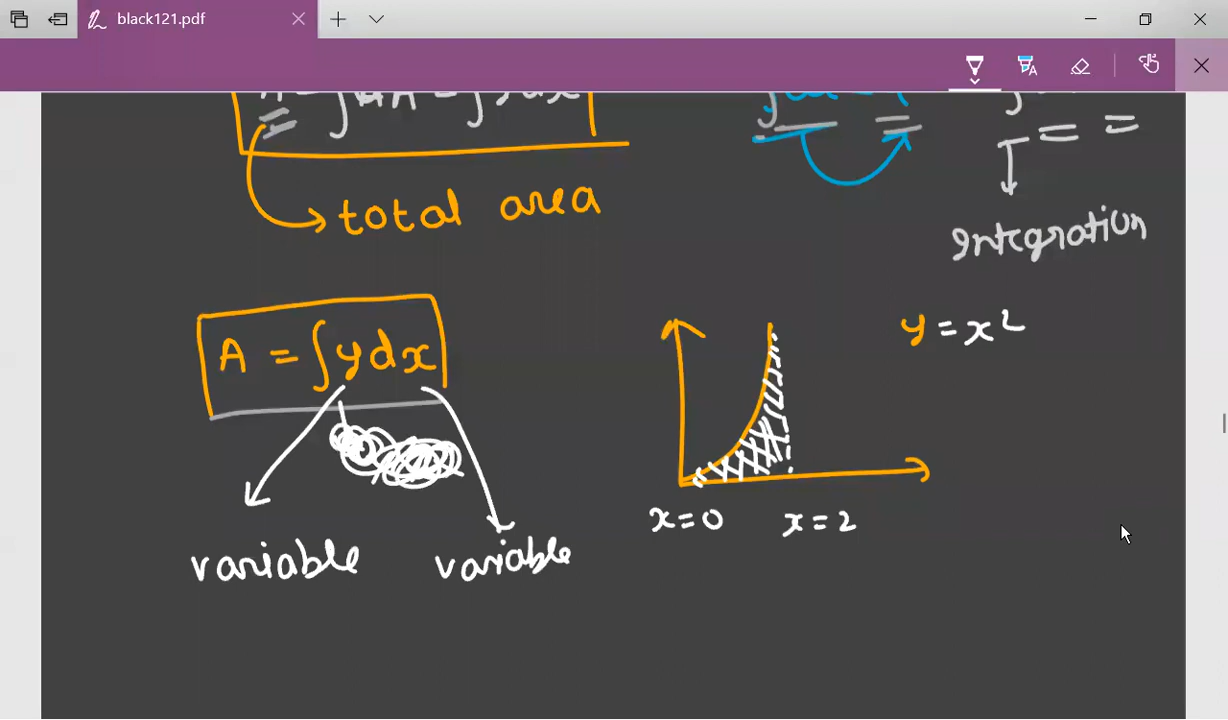 black121.pdf
total area
Integration
A = ∫ydx
y = x²
x=0 x=2
variable variable